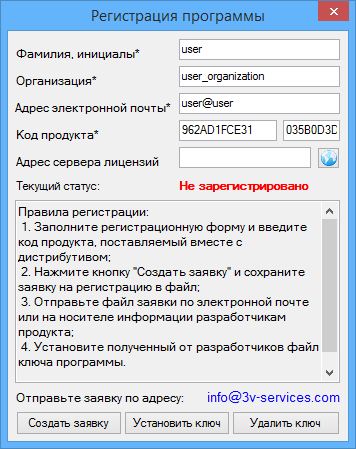 Регистрация программы
Фамилия, инициалы* user
Организация* user_organization
Адрес электронной почты* user@user
Код продукта* 962AD1FCE31 035B0D3D
Адрес сервера лицензий
Текущий статус: Не зарегистрировано
Правила регистрации:
1. Заполните регистрационную форму и введите
код продукта, поставляемый вместе с
дистрибутивом;
2. Нажмите кнопку "Создать заявку" и сохраните
заявку на регистрацию в файл;
3. Отправьте файл заявки по электронной почте
или на носителе информации разработчикам
продукта;
4. Установите полученный от разработчиков файл
ключа программы.
Отправьте заявку по адресу: info@3v-services.com
Создать заявку Установить ключ Удалить ключ